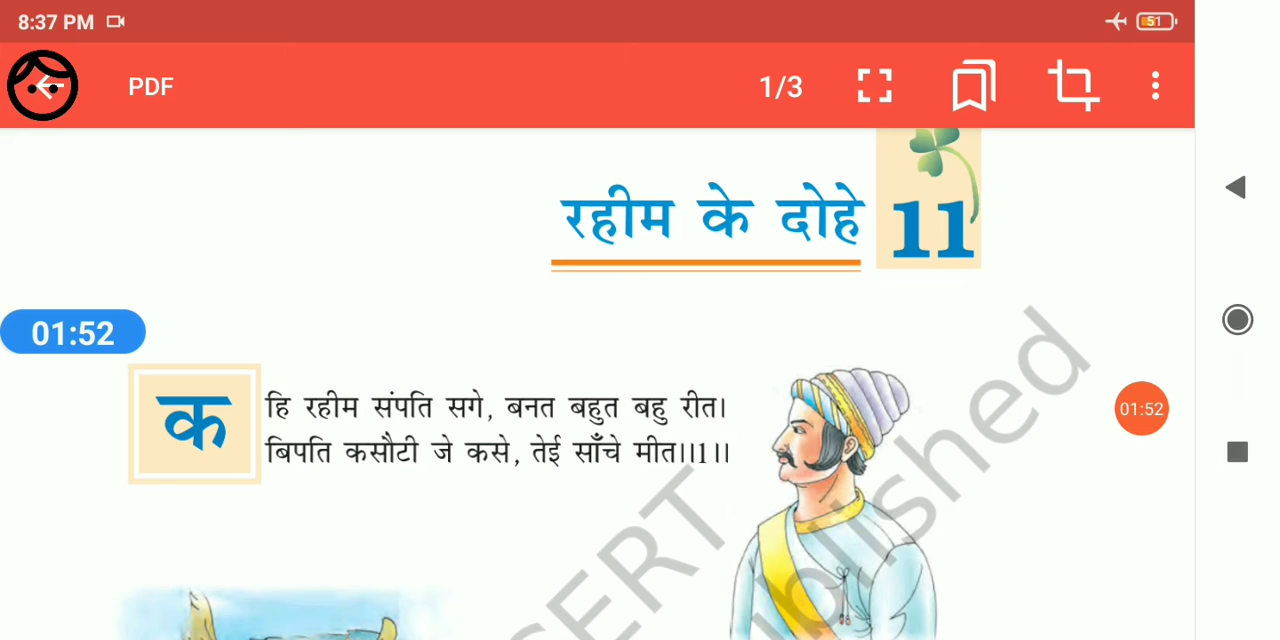 8:37 PM
51
PDF
1/3
रहीम के दोहे
11
01:52
कहि रहीम संपति सगे, बनत बहुत बहु रीत।
बिपति कसौटी जे कसे, तेई साँचे मीत।।1।।
01:52